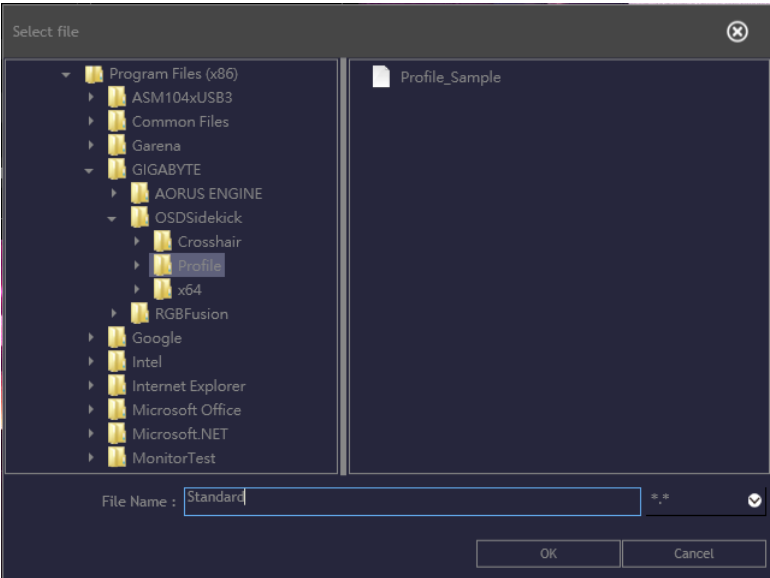 Select file
Program Files (x86)
ASM104xUSB3
Common Files
Garena
GIGABYTE
AORUS ENGINE
OSDSidekick
Crosshair
Profile
x64
RGBFusion
Google
Intel
Internet Explorer
Microsoft Office
Microsoft.NET
MonitorTest
Profile_Sample
File Name : Standard *.*
OK Cancel